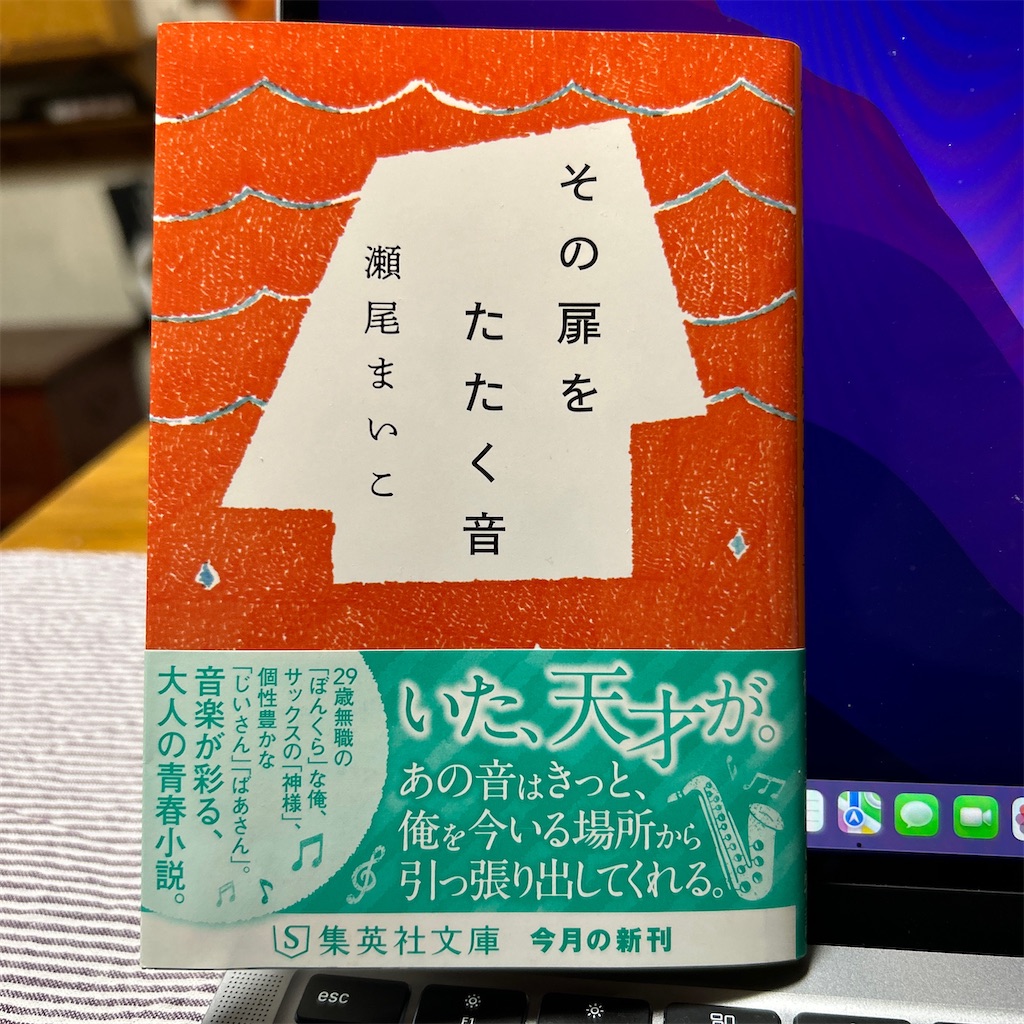 その扉を
たたく音
瀬尾まいこ
いた、天才が。
あの音はきっと、
俺を今いる場所から
引っ張り出してくれる。
29歳無職の
「ぼんくら」な俺、
サックスの「神様」、
個性豊かな
「じいさん」「ばあさん」。
音楽が彩る、
大人の青春小説。
S集英社文庫 今月の新刊
esc
F1